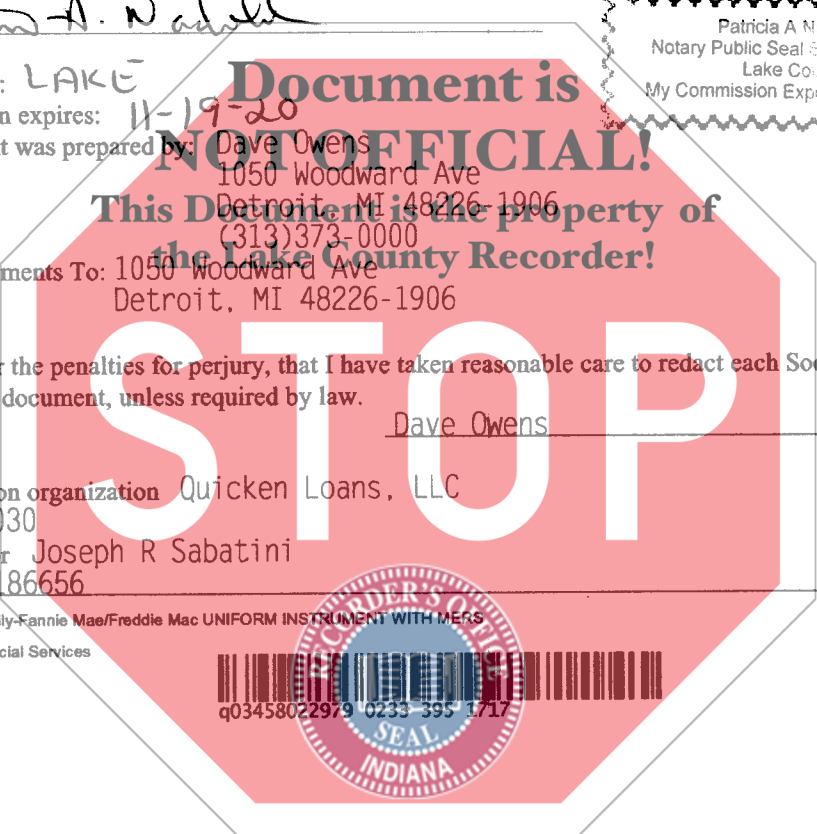 Patricia A N
Notary Public Seal S
Lake Co
My Commission Exp
: LAKE
n expires: 11-19-20
t was prepared by: Dave Owens
1050 Woodward Ave
Detroit, MI 48226-1906
(313)373-0000
ments To: 1050 Woodward Ave
Detroit, MI 48226-1906
Document is
NOT OFFICIAL!
This Document is the property of
the Lake County Recorder!
r the penalties for perjury, that I have taken reasonable care to redact each Soc
document, unless required by law.
Dave Owens
STOP
on organization Quicken Loans, LLC
030
r Joseph R Sabatini
186656
ily-Fannie Mae/Freddie Mac UNIFORM INSTRUMENT WITH MERS
cial Services
q03458022979 0233 395 1717
RECORDER'S OFFICE
SEAL
INDIANA